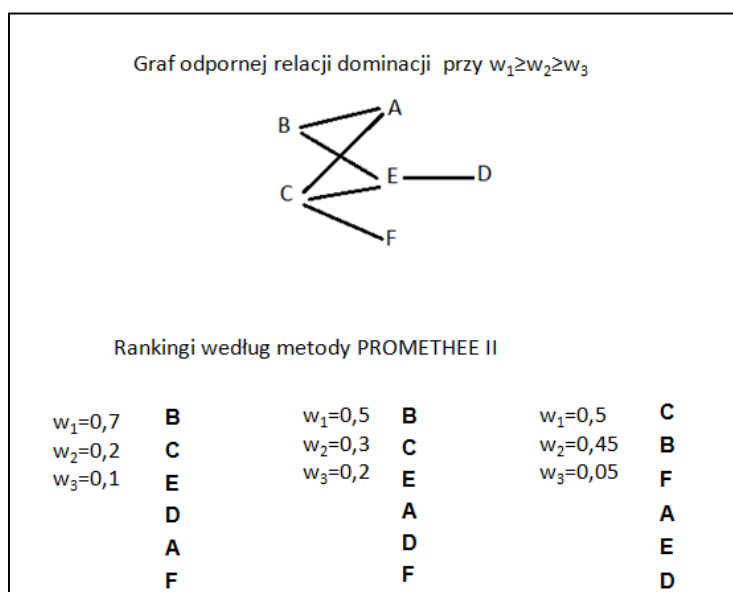 Graf odpornej relacji dominacji przy w₁≥w₂≥w₃
A
B
E D
C
F
Rankingi według metody PROMETHEE II
w₁=0,7 B w₁=0,5 B w₁=0,5 C
w₂=0,2 C w₂=0,3 C w₂=0,45 B
w₃=0,1 E w₃=0,2 E w₃=0,05 F
D A A
A D E
F F D